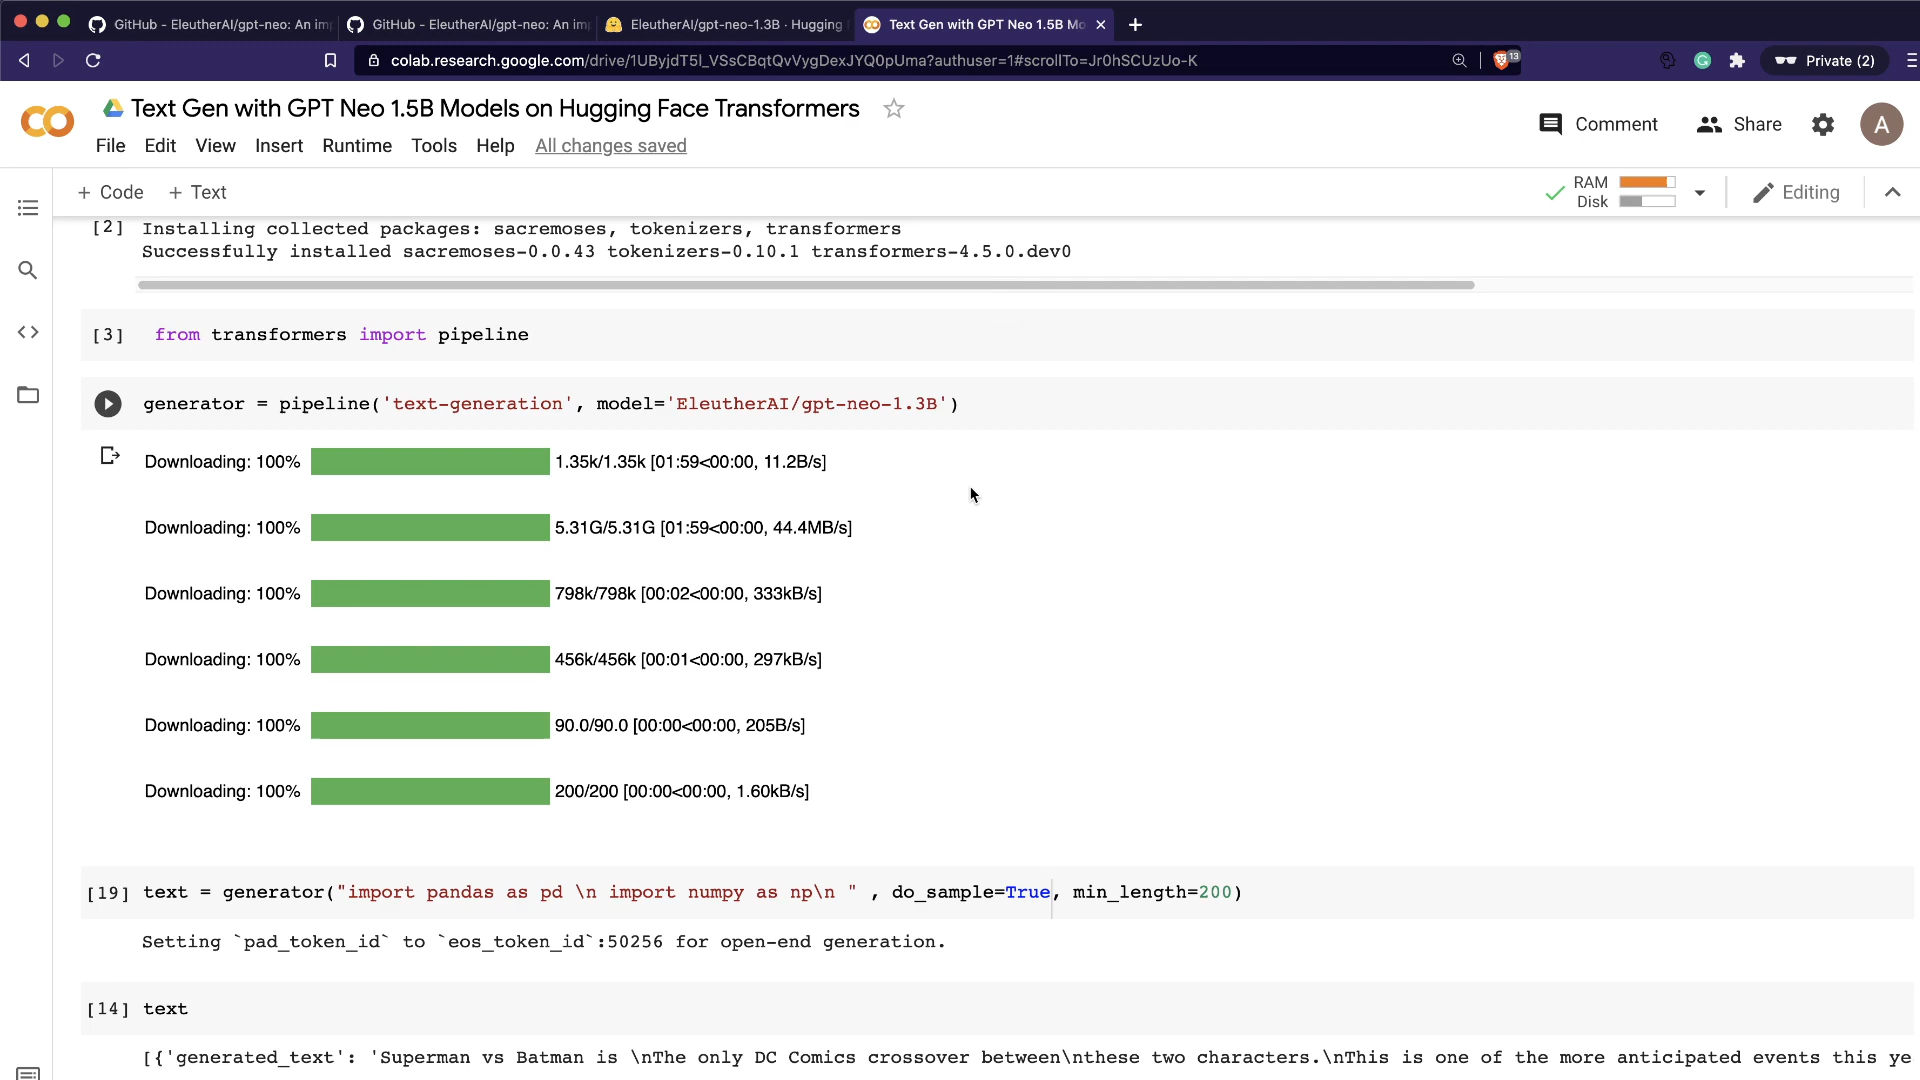 GitHub - EleutherAI/gpt-neo: An im
GitHub - EleutherAI/gpt-neo: An im
EleutherAI/gpt-neo-1.3B · Hugging
Text Gen with GPT Neo 1.5B Mo
colab.research.google.com/drive/1UByjdT5l_VSsCBqtQvVygDexJYQ0pUma?authuser=1#scrollTo=Jr0hSCUzUo-K
13
Private (2)
Text Gen with GPT Neo 1.5B Models on Hugging Face Transformers
Comment
Share
A
File Edit View Insert Runtime Tools Help All changes saved
+ Code + Text
RAM
Disk
Editing
[2] Installing collected packages: sacremoses, tokenizers, transformers
Successfully installed sacremoses-0.0.43 tokenizers-0.10.1 transformers-4.5.0.dev0
[3] from transformers import pipeline
generator = pipeline('text-generation', model='EleutherAI/gpt-neo-1.3B')
Downloading: 100% 1.35k/1.35k [01:59<00:00, 11.2B/s]
Downloading: 100% 5.31G/5.31G [01:59<00:00, 44.4MB/s]
Downloading: 100% 798k/798k [00:02<00:00, 333kB/s]
Downloading: 100% 456k/456k [00:01<00:00, 297kB/s]
Downloading: 100% 90.0/90.0 [00:00<00:00, 205B/s]
Downloading: 100% 200/200 [00:00<00:00, 1.60kB/s]
[19] text = generator("import pandas as pd \n import numpy as np\n " , do_sample=True, min_length=200)
Setting `pad_token_id` to `eos_token_id`:50256 for open-end generation.
[14] text
[{'generated_text': 'Superman vs Batman is \nThe only DC Comics crossover between\nthese two characters.\nThis is one of the more anticipated events this ye